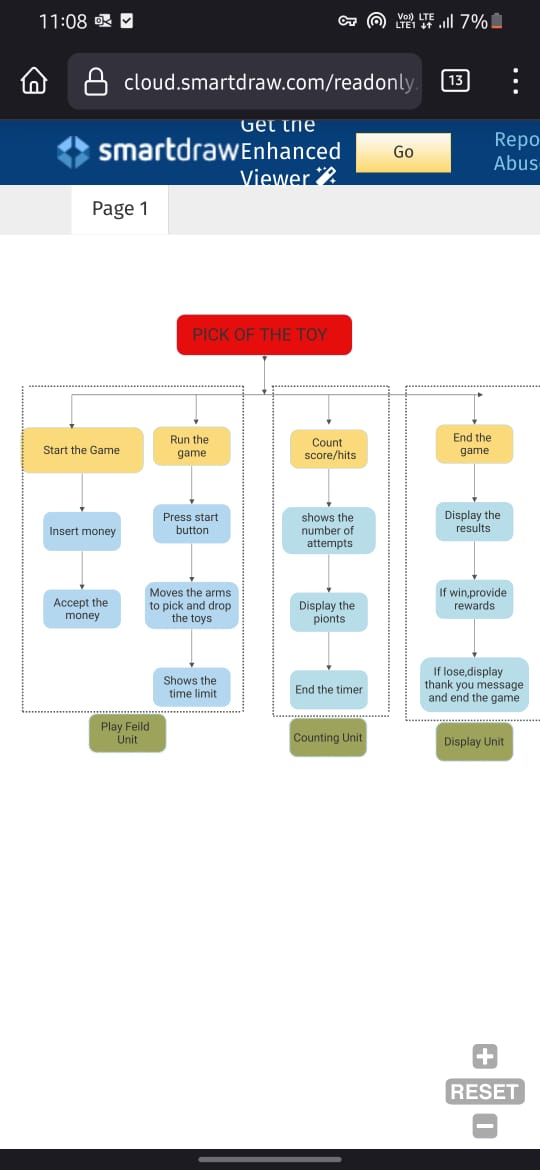 11:08
Vo) LTE
LTE1
7%
cloud.smartdraw.com/readonly
13
smartdraw
Get the
Enhanced
Viewer
Go
Repo
Abus
Page 1
PICK OF THE TOY
Start the Game
Insert money
Accept the
money
Run the
game
Press start
button
Moves the arms
to pick and drop
the toys
Shows the
time limit
Play Feild
Unit
Count
score/hits
shows the
number of
attempts
Display the
pionts
End the timer
Counting Unit
End the
game
Display the
results
If win,provide
rewards
If lose,display
thank you message
and end the game
Display Unit
RESET